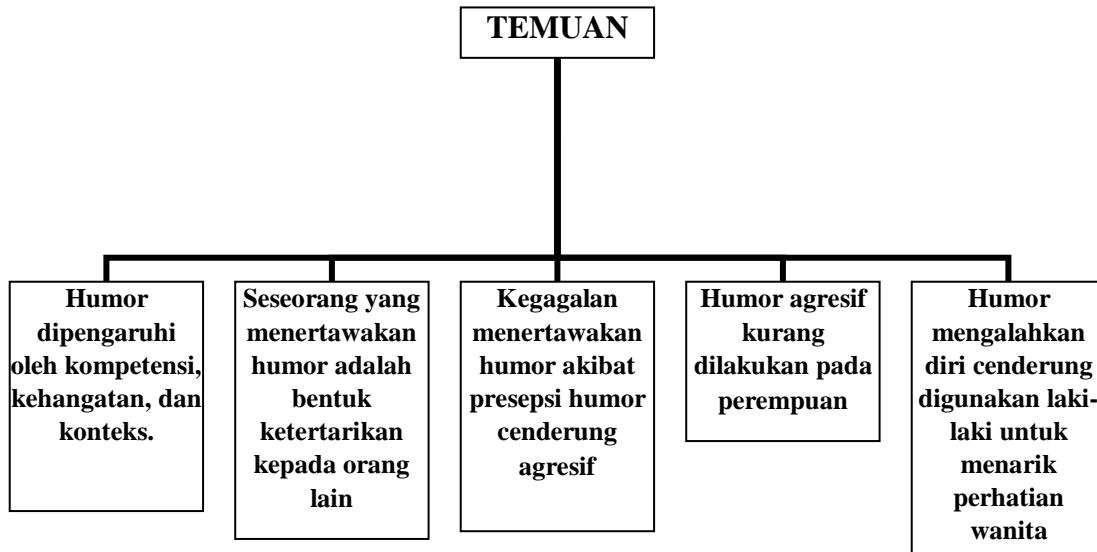 TEMUAN
Humor
dipengaruhi
oleh kompetensi,
kehangatan, dan
konteks.
Seseorang yang
menertawakan
humor adalah
bentuk
ketertarikan
kepada orang
lain
Kegagalan
menertawakan
humor akibat
presepsi humor
cenderung
agresif
Humor agresif
kurang
dilakukan pada
perempuan
Humor
mengalahkan
diri cenderung
digunakan laki-
laki untuk
menarik
perhatian
wanita